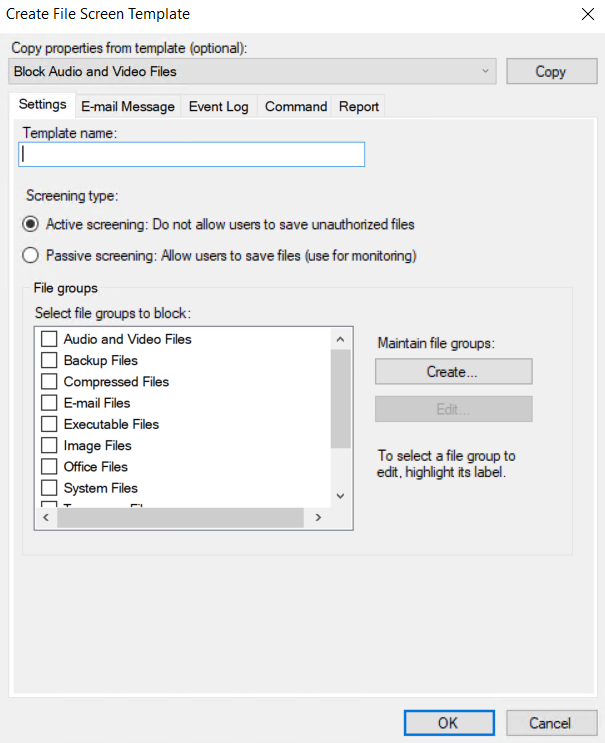 Create File Screen Template
Copy properties from template (optional):
Block Audio and Video Files
Copy
Settings E-mail Message Event Log Command Report
Template name:
Screening type:
Active screening: Do not allow users to save unauthorized files
Passive screening: Allow users to save files (use for monitoring)
File groups
Select file groups to block:
Audio and Video Files
Backup Files
Compressed Files
E-mail Files
Executable Files
Image Files
Office Files
System Files
Maintain file groups:
Create...
Edit...
To select a file group to
edit, highlight its label.
OK Cancel